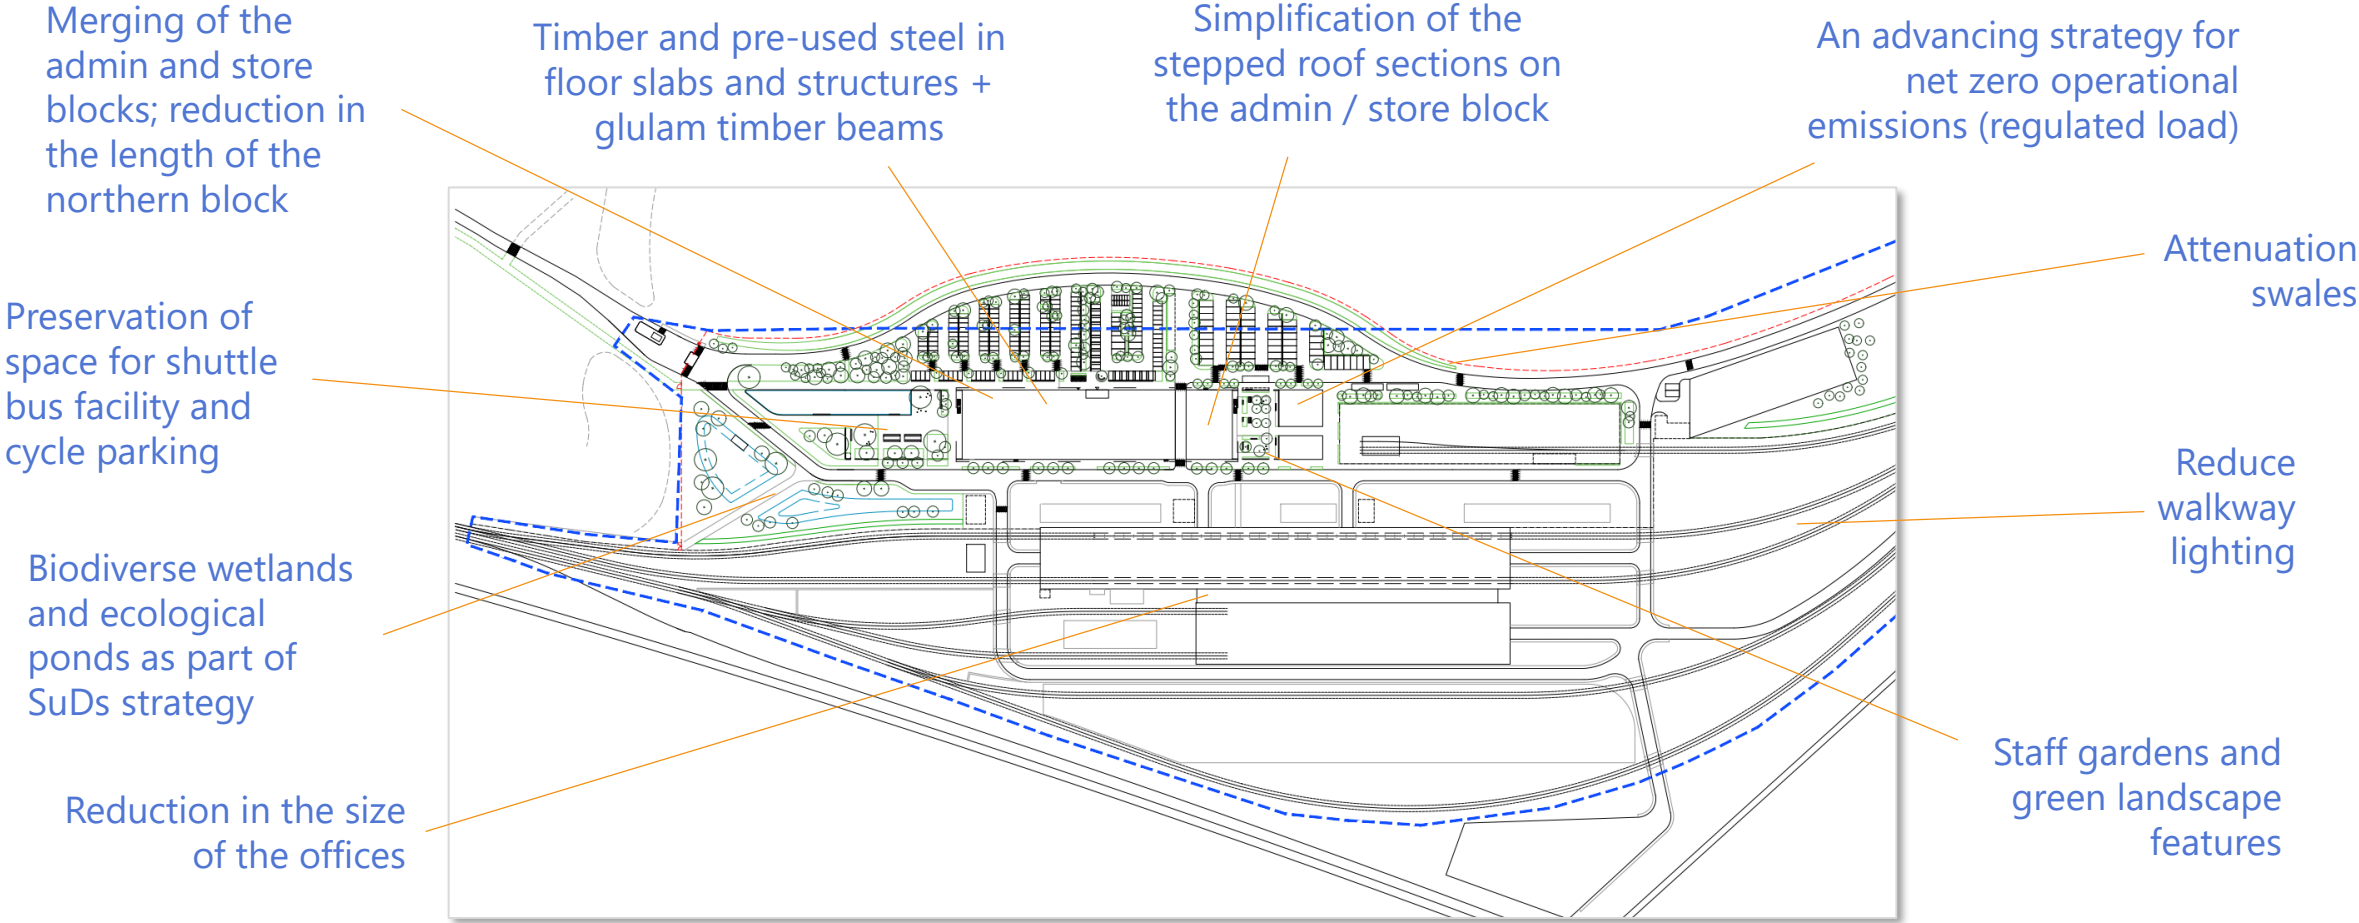 Merging of the
admin and store
blocks; reduction in
the length of the
northern block
Timber and pre-used steel in
floor slabs and structures +
glulam timber beams
Simplification of the
stepped roof sections on
the admin / store block
An advancing strategy for
net zero operational
emissions (regulated load)
Attenuation
swales
Preservation of
space for shuttle
bus facility and
cycle parking
Reduce
walkway
lighting
Biodiverse wetlands
and ecological
ponds as part of
SuDs strategy
Staff gardens and
green landscape
features
Reduction in the size
of the offices